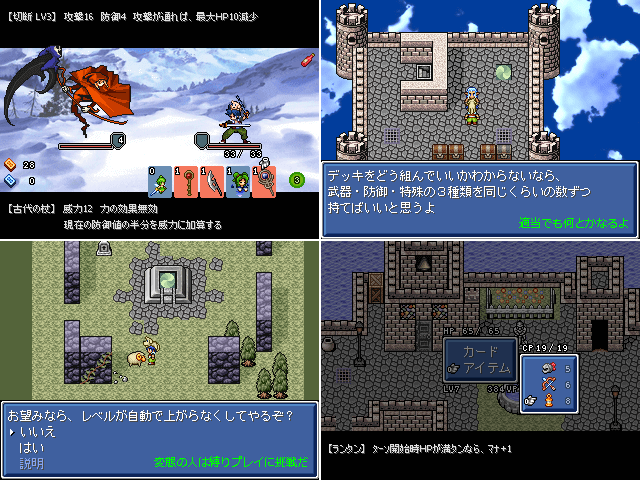 【切断 LV3】 攻撃16 防御4 攻撃が通れば、最大HP10減少
4
33/ 33
28
0
0 1 1 1 1 3
【古代の杖】 威力12 力の効果無効
現在の防御値の半分を威力に加算する
デッキをどう組んでいいかわからないなら、
武器・防御・特殊の3種類を同じくらいの数ずつ
持てばいいと思うよ
適当でも何とかなるよ
お望みなら、レベルが自動で上がらなくしてやるぞ?
いいえ
はい
説明
変態の人は縛りプレイに挑戦だ
HP 65/ 65
カード
アイテム
LV7 384UP
CP 19/19
5
6
8
【ランタン】 ターン開始時HPが満タンなら、マナ+1